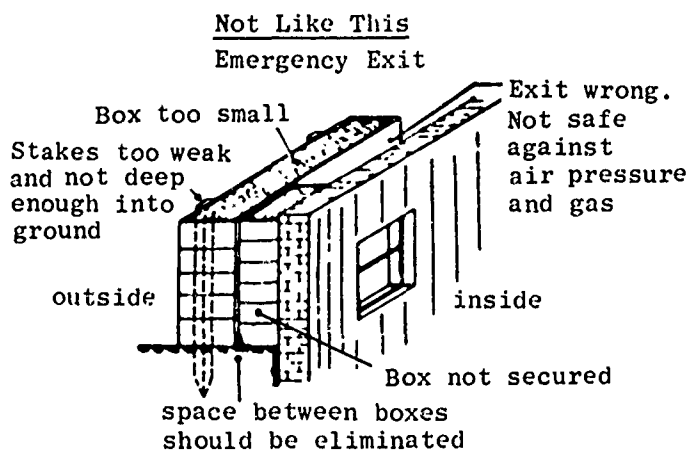 Not Like This
Emergency Exit
Box too small
Exit wrong.
Not safe
against
air pressure
and gas
Stakes too weak
and not deep
enough into
ground
outside
inside
Box not secured
space between boxes
should be eliminated